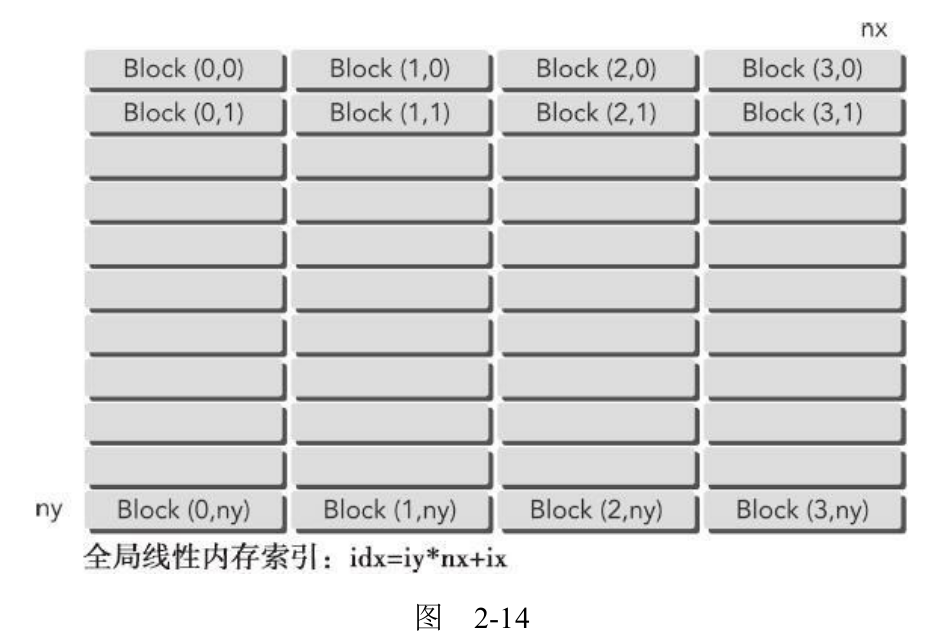 nx
Block (0,0) Block (1,0) Block (2,0) Block (3,0)
Block (0,1) Block (1,1) Block (2,1) Block (3,1)
ny Block (0,ny) Block (1,ny) Block (2,ny) Block (3,ny)
全局线性内存索引：idx=iy*nx+ix
图 2-14